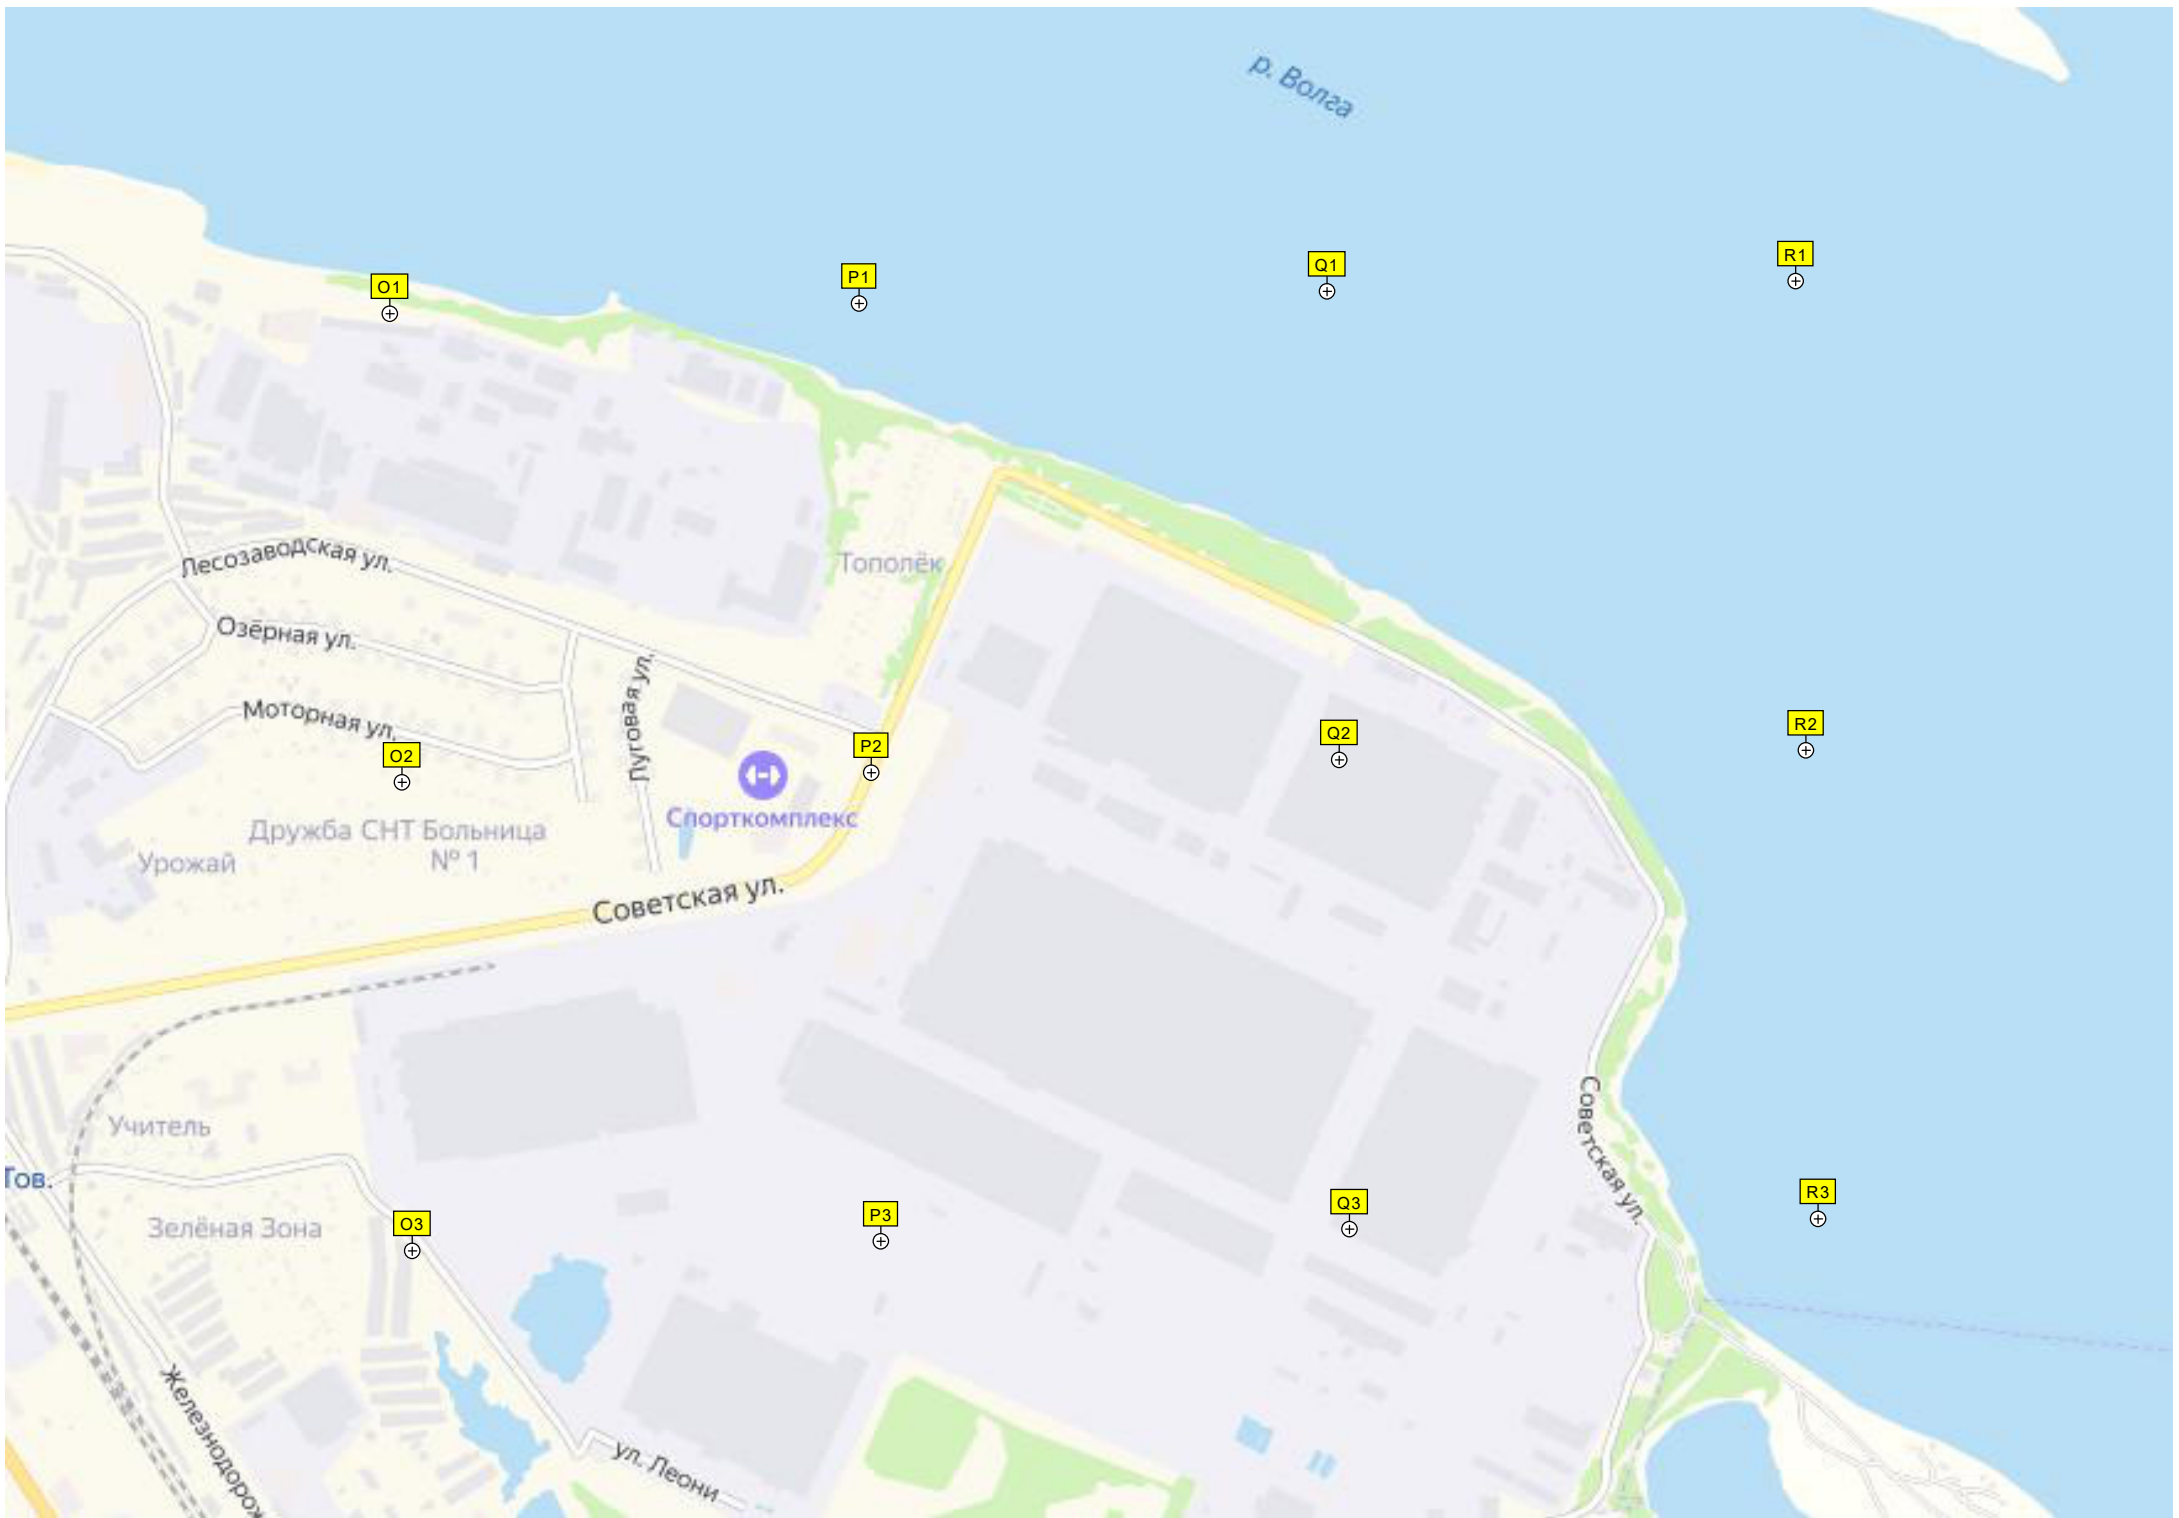 р. Волга
R1
Q1
P1
O1
Лесозаводская ул.
Тополёк
Озёрная ул.
Луговая ул.
Моторная ул.
R2
Q2
P2
O2
Спорткомплекс
Дружба СНТ Больница
№ 1
Урожай
Советская ул.
Советская ул.
Учитель
Тов.
Зелёная Зона
R3
Q3
P3
O3
Железнодорож
ул. Леони